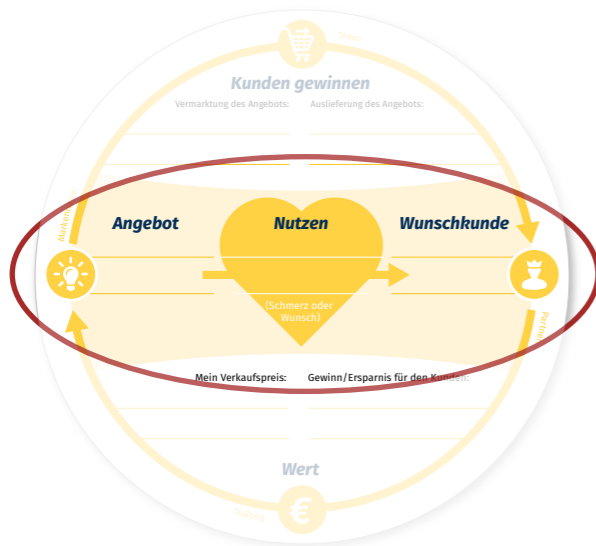 Kunden gewinnen
Vermarktung des Angebots: Auslieferung des Angebots:
Angebot Nutzen Wunschkunde
(Schmerz oder
Wunsch)
Partner
Mein Verkaufspreis: Gewinn/Ersparnis für den Kunden:
Wert
€